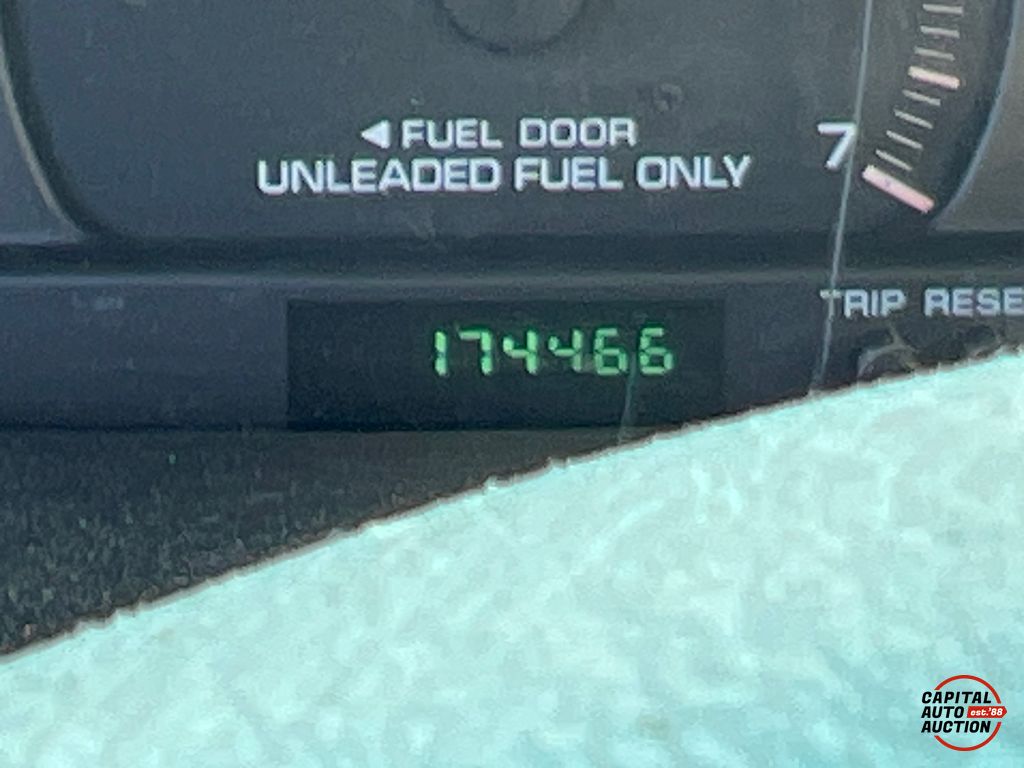 ◀ FUEL DOOR
UNLEADED FUEL ONLY
7
TRIP RESE
174466
CAPITAL
AUTO est.'88
AUCTION